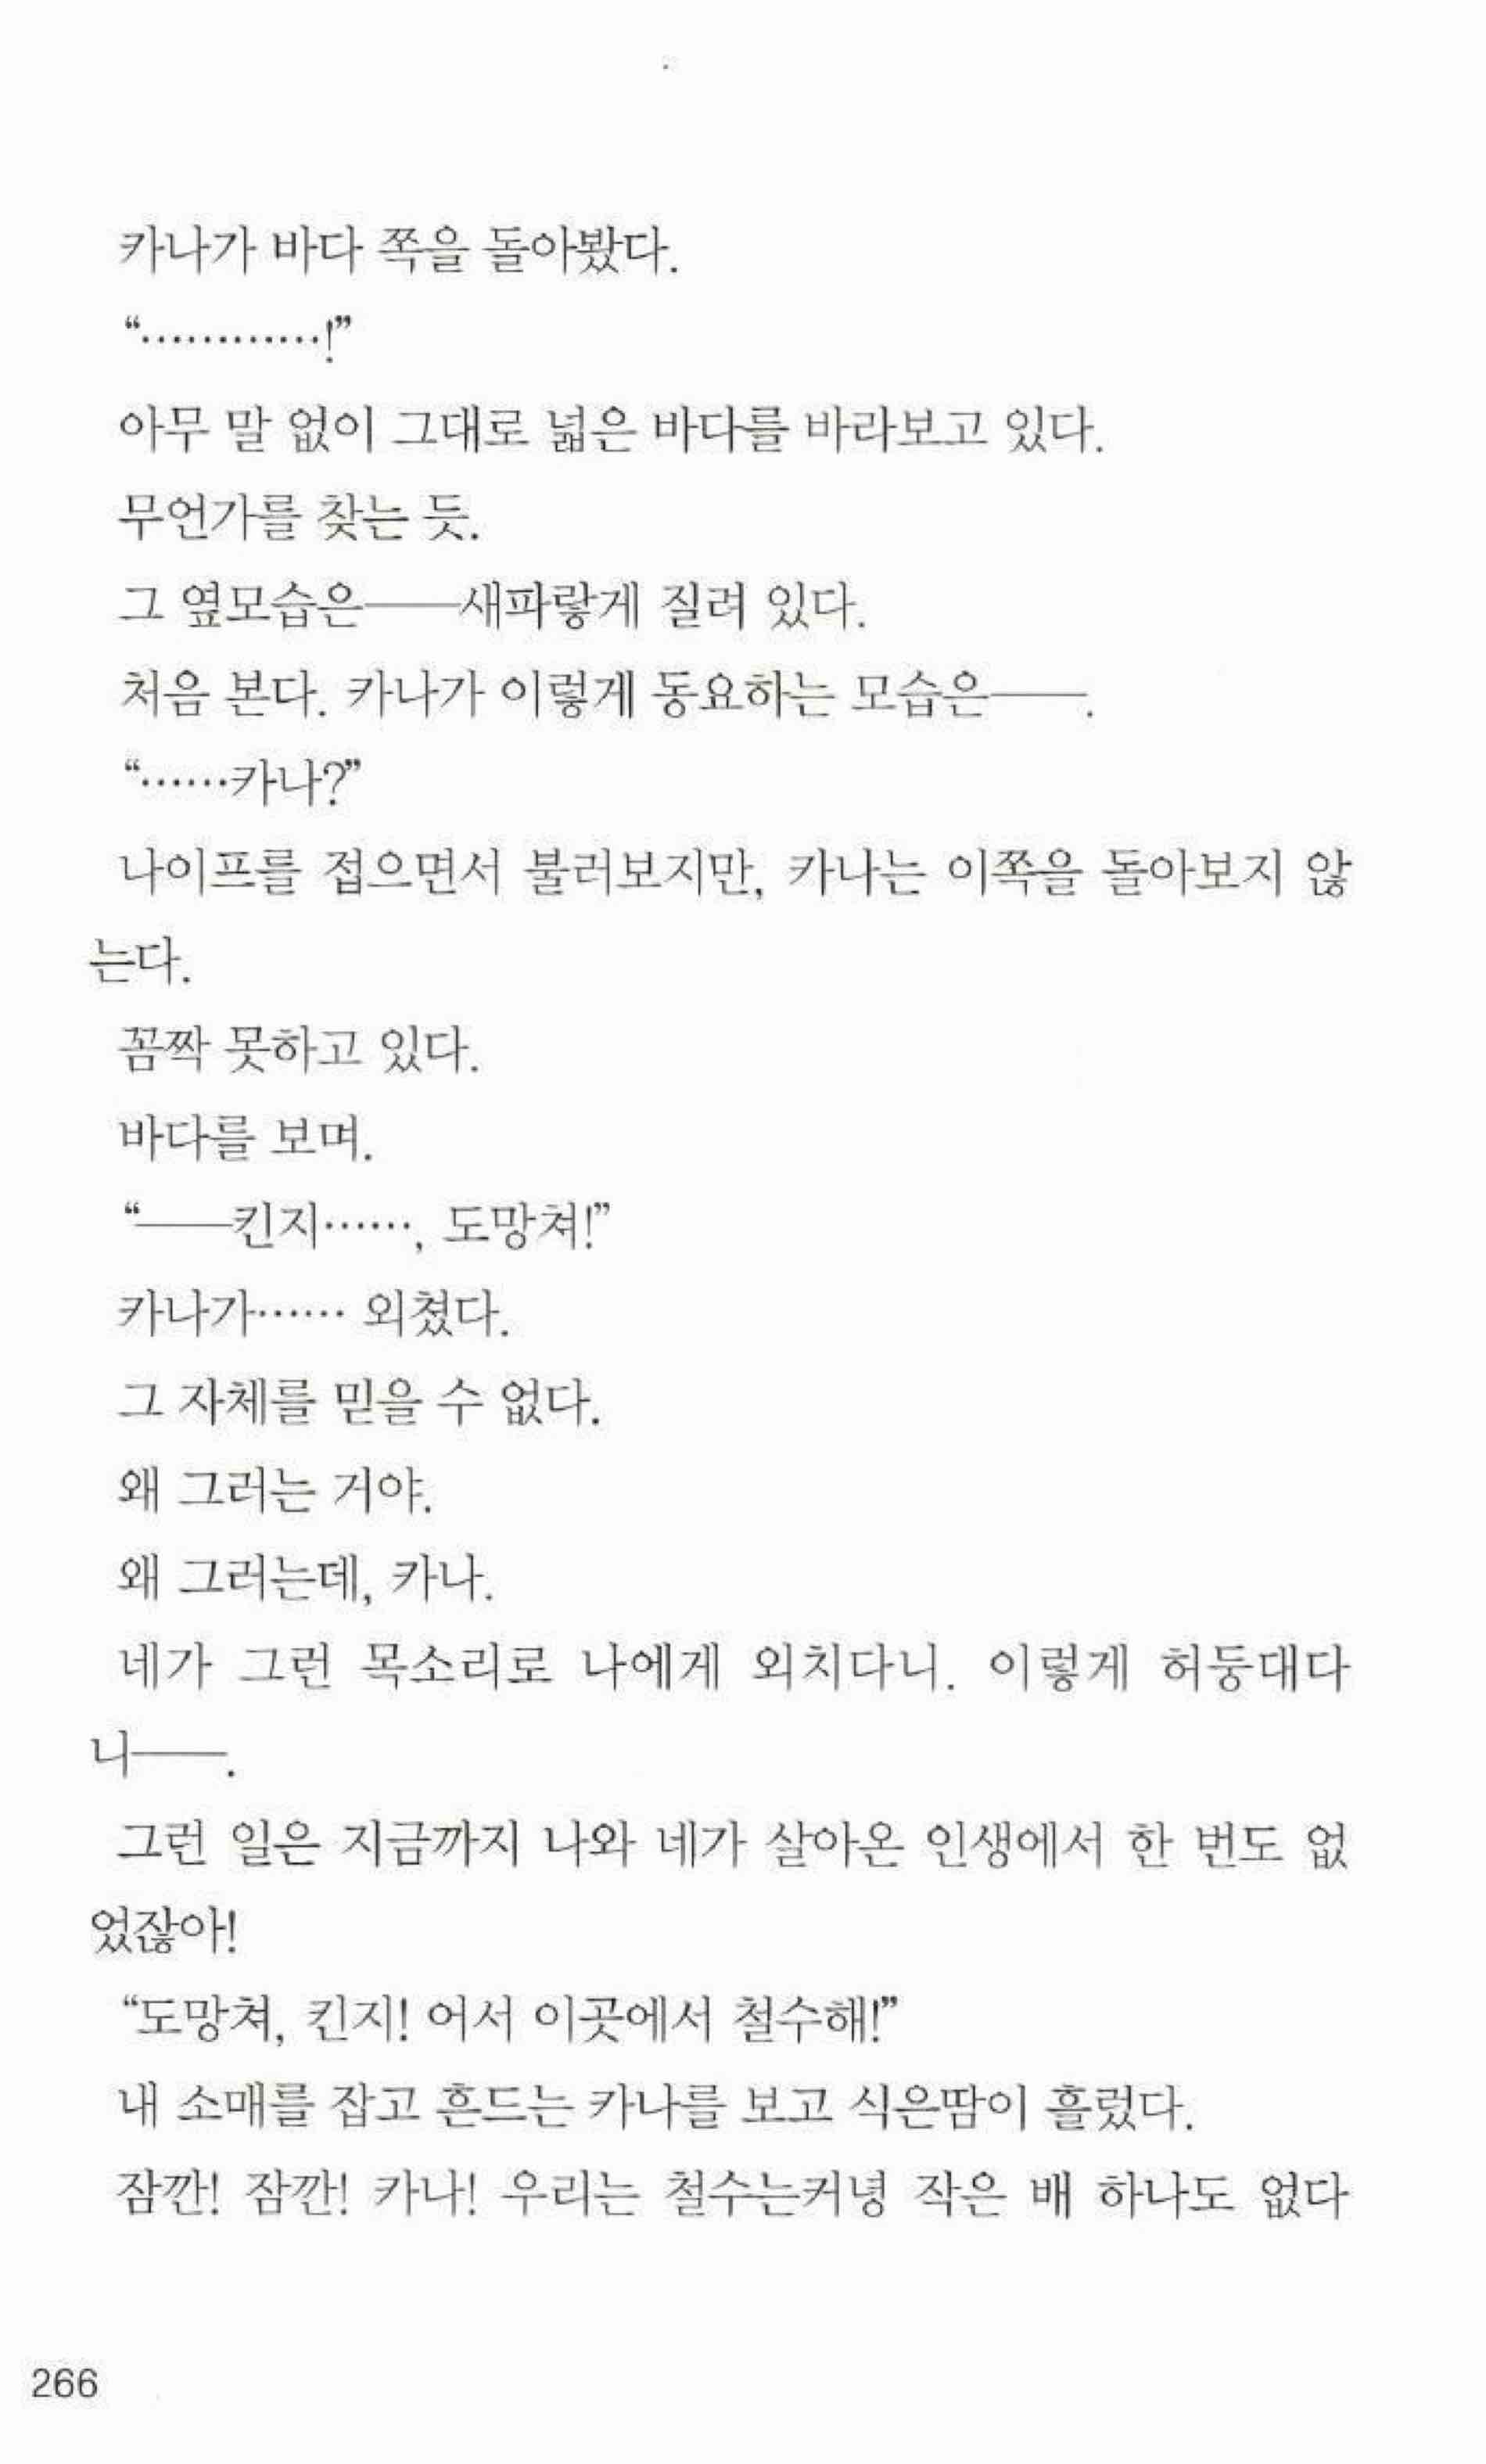 카나가 바다 쪽을 돌아봤다.
“…………!”
아무 말 없이 그대로 넓은 바다를 바라보고 있다.
무언가를 찾는 듯.
그 옆모습은――새파랗게 질려 있다.
처음 본다. 카나가 이렇게 동요하는 모습은――.
“……카나?”
나이프를 접으면서 불러보지만, 카나는 이쪽을 돌아보지 않
는다.
꼼짝 못하고 있다.
바다를 보며.
“――킨지……, 도망쳐!”
카나가…… 외쳤다.
그 자체를 믿을 수 없다.
왜 그러는 거야.
왜 그러는데, 카나.
네가 그런 목소리로 나에게 외치다니. 이렇게 허둥대다
니――.
그런 일은 지금까지 나와 네가 살아온 인생에서 한 번도 없
었잖아!
“도망쳐, 킨지! 어서 이곳에서 철수해!”
내 소매를 잡고 흔드는 카나를 보고 식은땀이 흘렀다.
잠깐! 잠깐! 카나! 우리는 철수는커녕 작은 배 하나도 없다
266